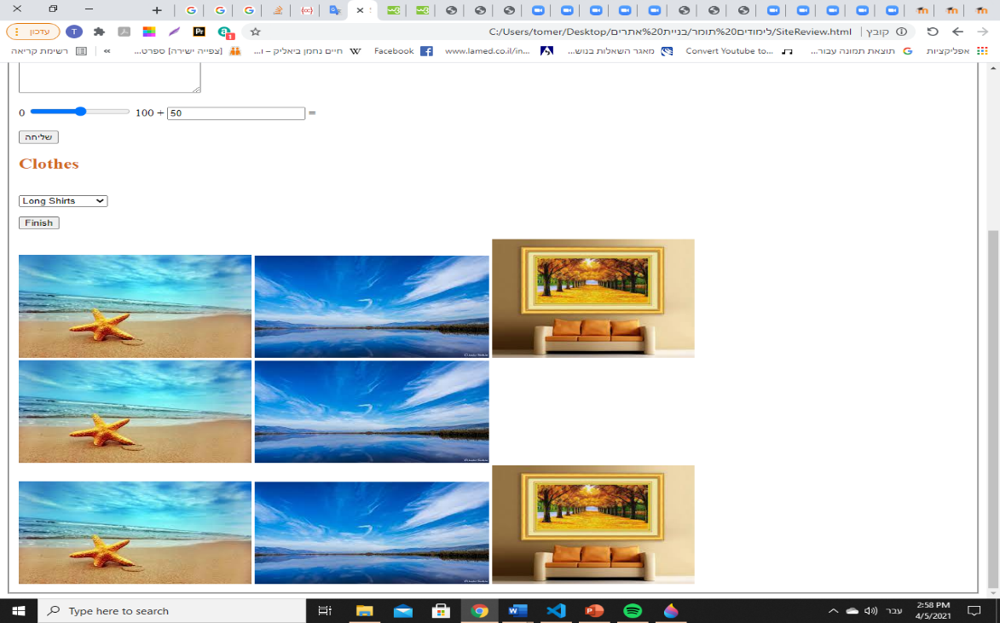 C:/Users/tomer/Desktop/לימודים%20תומר/בניית%20אתרים/SiteReview.html
קובץ
עדכון
T
Pr
1
אפליקציות
תוצאת תמונה עבור...
Convert Youtube to...
מאגר השאלות בנוש...
www.lamed.co.il/in...
Facebook
חיים נחמן ביאליק – ו...
[צפייה ישירה] ספרט...
»
רשימת קריאה
0 100 + 50 =
שליחה
Clothes
Long Shirts
Finish
Type here to search
עבר
2:58 PM
4/5/2021